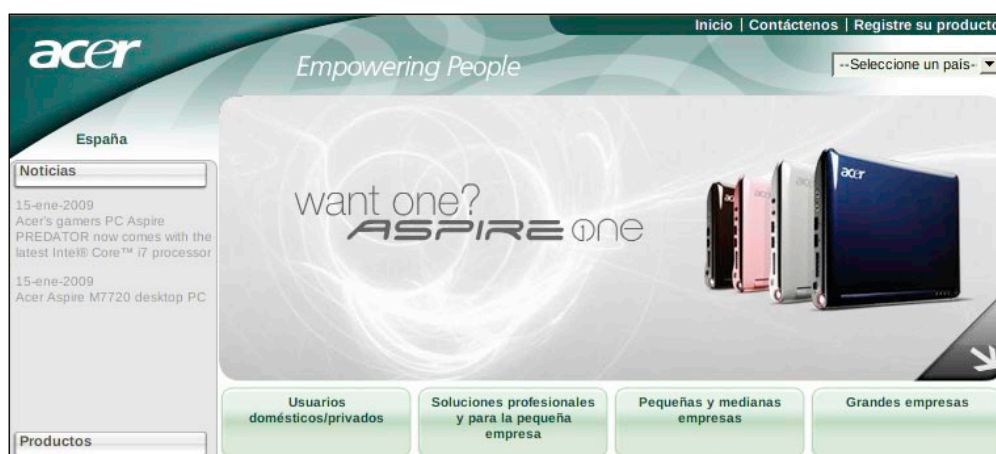 Inicio | Contáctenos | Registre su producto
acer
Empowering People
--Seleccione un país--
España
Noticias
15-ene-2009
Acer's gamers PC Aspire
PREDATOR now comes with the
latest Intel® Core™ i7 processor
15-ene-2009
Acer Aspire M7720 desktop PC
want one?
ASPIRE one
acer
Usuarios
domésticos/privados
Soluciones profesionales
y para la pequeña
empresa
Pequeñas y medianas
empresas
Grandes empresas
Productos